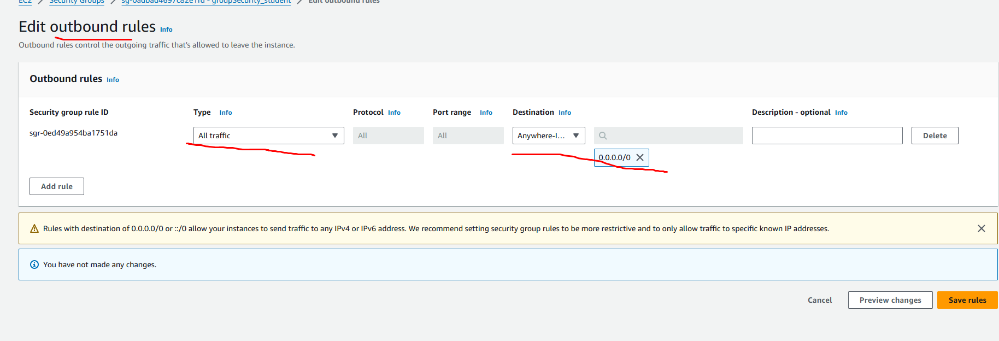 EC2 > Security Groups > sg-0adbad4697c82e1fd - groupSecurity_student > Edit outbound rules
Edit outbound rules Info
Outbound rules control the outgoing traffic that's allowed to leave the instance.
Outbound rules Info
Security group rule ID Type Info Protocol Info Port range Info Destination Info Description - optional Info
sgr-0ed49a954ba1751da All traffic All All Anywhere-I... Delete
0.0.0.0/0
Add rule
Rules with destination of 0.0.0.0/0 or ::/0 allow your instances to send traffic to any IPv4 or IPv6 address. We recommend setting security group rules to be more restrictive and to only allow traffic to specific known IP addresses.
You have not made any changes.
Cancel Preview changes Save rules